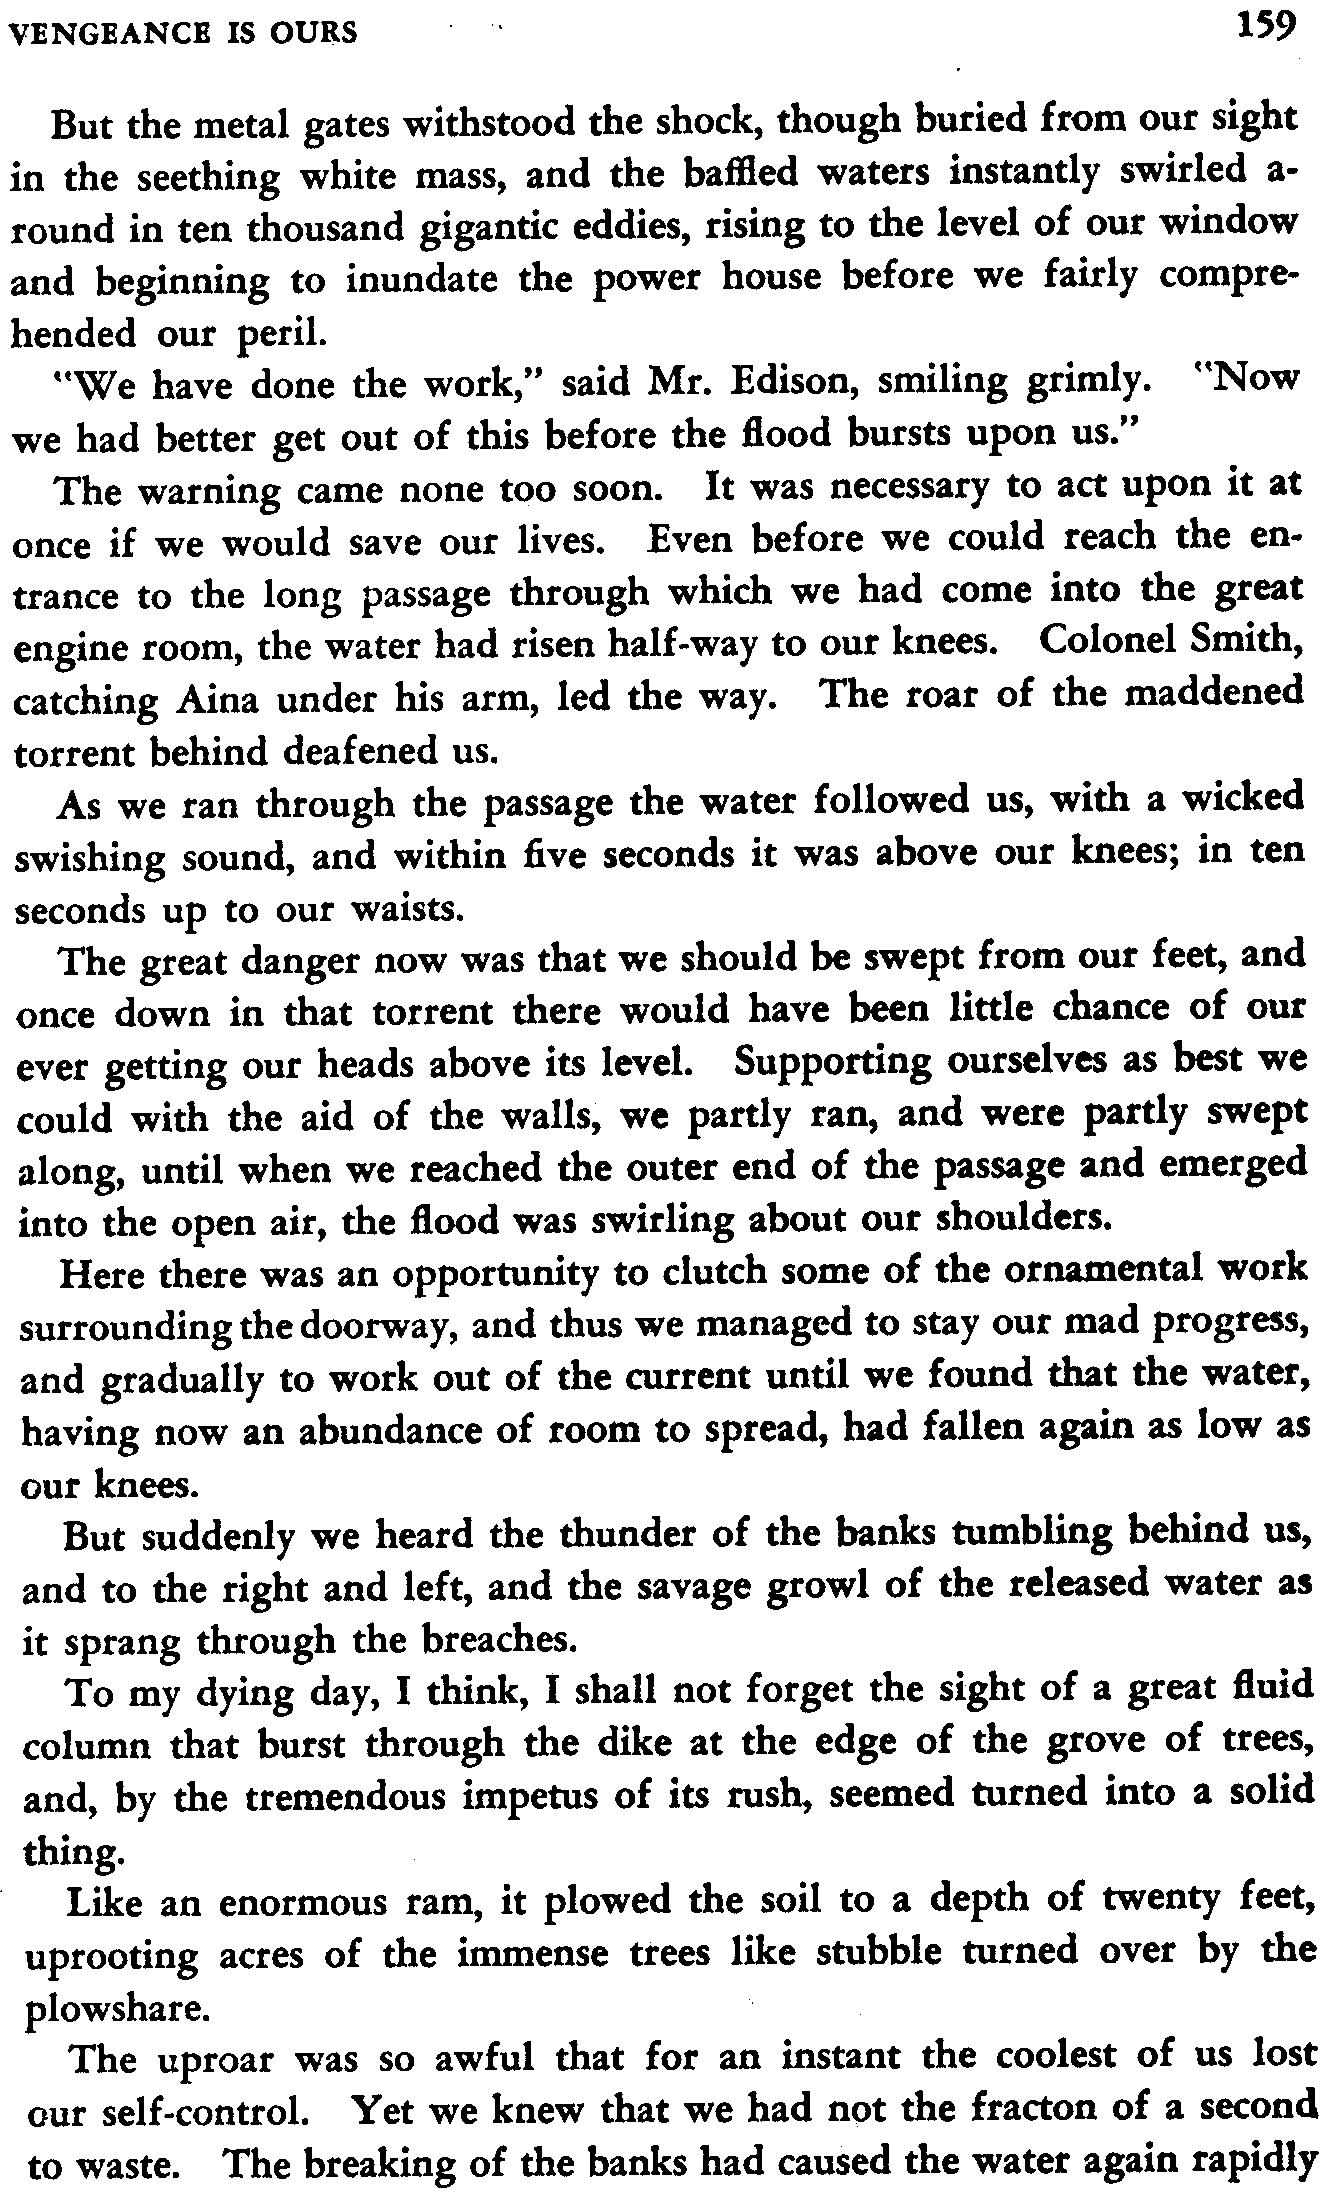 VENGEANCE IS OURS 159
But the metal gates withstood the shock, though buried from our sight
in the seething white mass, and the baffled waters instantly swirled a-
round in ten thousand gigantic eddies, rising to the level of our window
and beginning to inundate the power house before we fairly compre-
hended our peril.
"We have done the work," said Mr. Edison, smiling grimly. "Now
we had better get out of this before the flood bursts upon us."
The warning came none too soon. It was necessary to act upon it at
once if we would save our lives. Even before we could reach the en-
trance to the long passage through which we had come into the great
engine room, the water had risen half-way to our knees. Colonel Smith,
catching Aina under his arm, led the way. The roar of the maddened
torrent behind deafened us.
As we ran through the passage the water followed us, with a wicked
swishing sound, and within five seconds it was above our knees; in ten
seconds up to our waists.
The great danger now was that we should be swept from our feet, and
once down in that torrent there would have been little chance of our
ever getting our heads above its level. Supporting ourselves as best we
could with the aid of the walls, we partly ran, and were partly swept
along, until when we reached the outer end of the passage and emerged
into the open air, the flood was swirling about our shoulders.
Here there was an opportunity to clutch some of the ornamental work
surrounding the doorway, and thus we managed to stay our mad progress,
and gradually to work out of the current until we found that the water,
having now an abundance of room to spread, had fallen again as low as
our knees.
But suddenly we heard the thunder of the banks tumbling behind us,
and to the right and left, and the savage growl of the released water as
it sprang through the breaches.
To my dying day, I think, I shall not forget the sight of a great fluid
column that burst through the dike at the edge of the grove of trees,
and, by the tremendous impetus of its rush, seemed turned into a solid
thing.
Like an enormous ram, it plowed the soil to a depth of twenty feet,
uprooting acres of the immense trees like stubble turned over by the
plowshare.
The uproar was so awful that for an instant the coolest of us lost
our self-control. Yet we knew that we had not the fracton of a second
to waste. The breaking of the banks had caused the water again rapidly